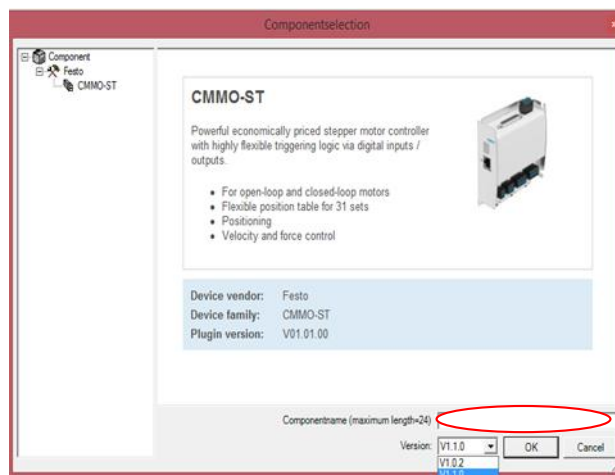 Componentselection
Component
Festo
CMMO-ST
CMMO-ST
Powerful economically priced stepper motor controller
with highly flexible triggering logic via digital inputs /
outputs.
For open-loop and closed-loop motors
Flexible position table for 31 sets
Positioning
Velocity and force control
Device vendor: Festo
Device family: CMMO-ST
Plugin version: V01.01.00
Componentname (maximum length=24)
Version: V1.1.0 OK Cancel
V1.0.2
V1.1.0